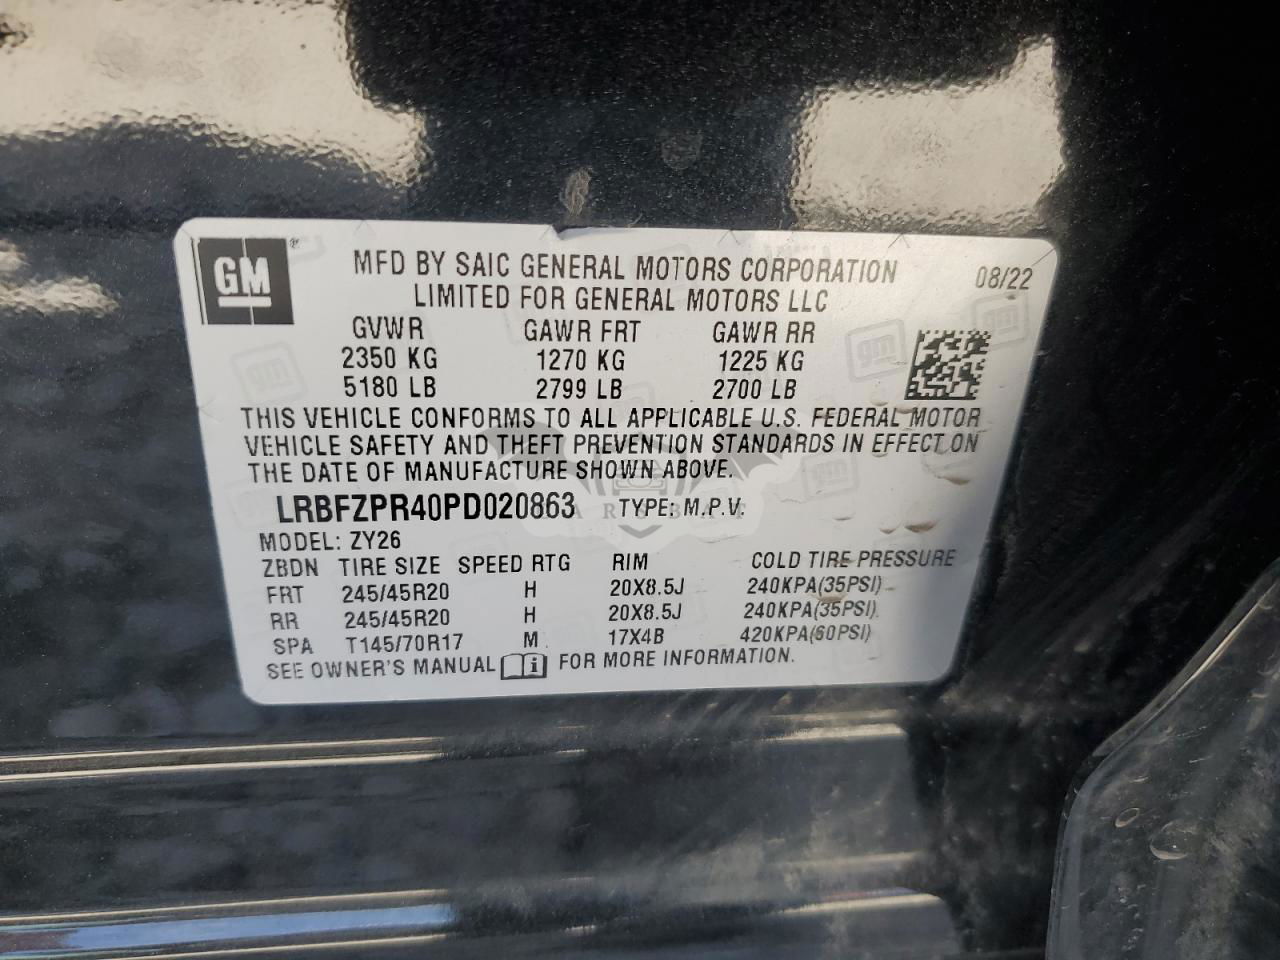 GM
MFD BY SAIC GENERAL MOTORS CORPORATION 08/22
LIMITED FOR GENERAL MOTORS LLC
GVWR GAWR FRT GAWR RR
2350 KG 1270 KG 1225 KG
5180 LB 2799 LB 2700 LB
THIS VEHICLE CONFORMS TO ALL APPLICABLE U.S. FEDERAL MOTOR
VEHICLE SAFETY AND THEFT PREVENTION STANDARDS IN EFFECT ON
THE DATE OF MANUFACTURE SHOWN ABOVE.
LRBFZPR40PD020863 TYPE: M.P.V.
MODEL: ZY26
ZBDN TIRE SIZE SPEED RTG RIM COLD TIRE PRESSURE
FRT 245/45R20 H 20X8.5J 240KPA(35PSI)
RR 245/45R20 H 20X8.5J 240KPA(35PSI)
SPA T145/70R17 M 17X4B 420KPA(60PSI)
SEE OWNER'S MANUAL FOR MORE INFORMATION.